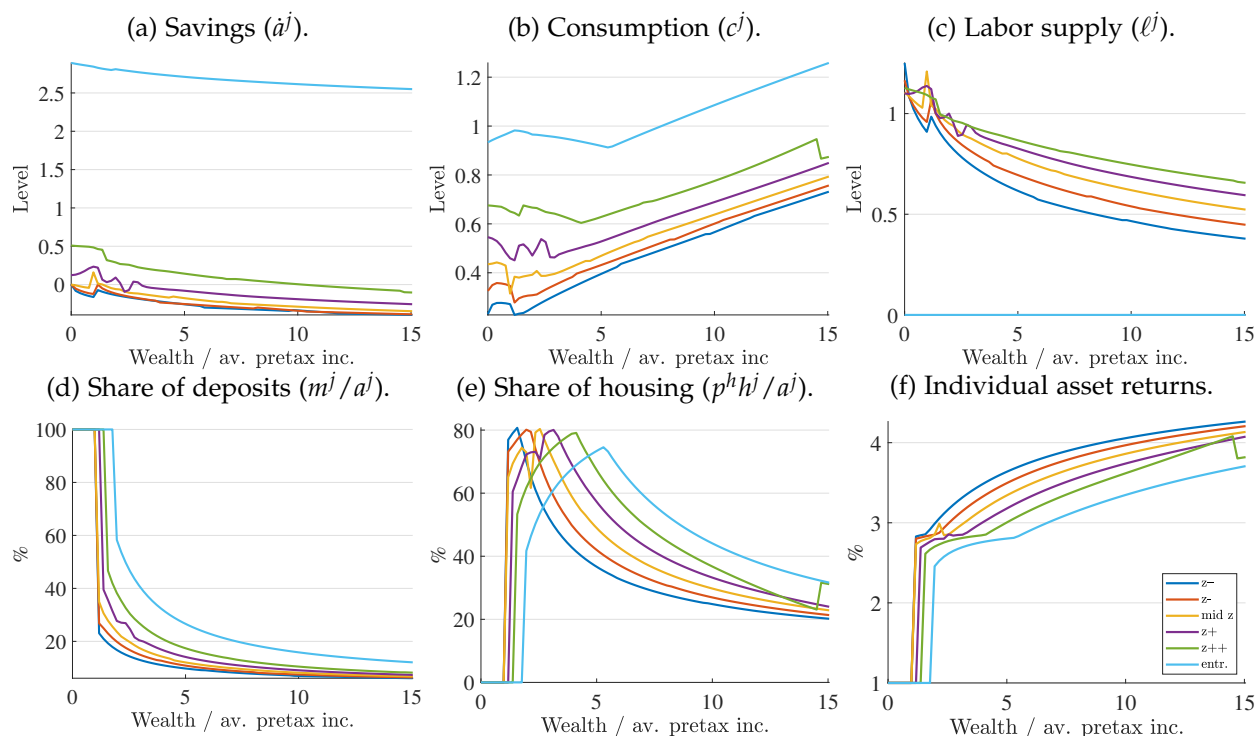 (a) Savings (ȧʲ).
(b) Consumption (cʲ).
(c) Labor supply (ℓʲ).
2.5
2
1.5
1
0.5
0
Level
0
5
10
15
Wealth / av. pretax inc.
1.2
1
0.8
0.6
0.4
Level
0
5
10
15
Wealth / av. pretax inc
1
0.5
0
Level
0
5
10
15
Wealth / av. pretax inc.
(d) Share of deposits (mʲ/aʲ).
(e) Share of housing (pʰhʲ/aʲ).
(f) Individual asset returns.
100
80
60
40
20
%
0
5
10
15
Wealth / av. pretax inc.
80
60
40
20
0
%
0
5
10
15
Wealth / av. pretax inc.
4
3
2
1
%
0
5
10
15
Wealth / av. pretax inc.
z--
z-
mid z
z+
z++
entr.